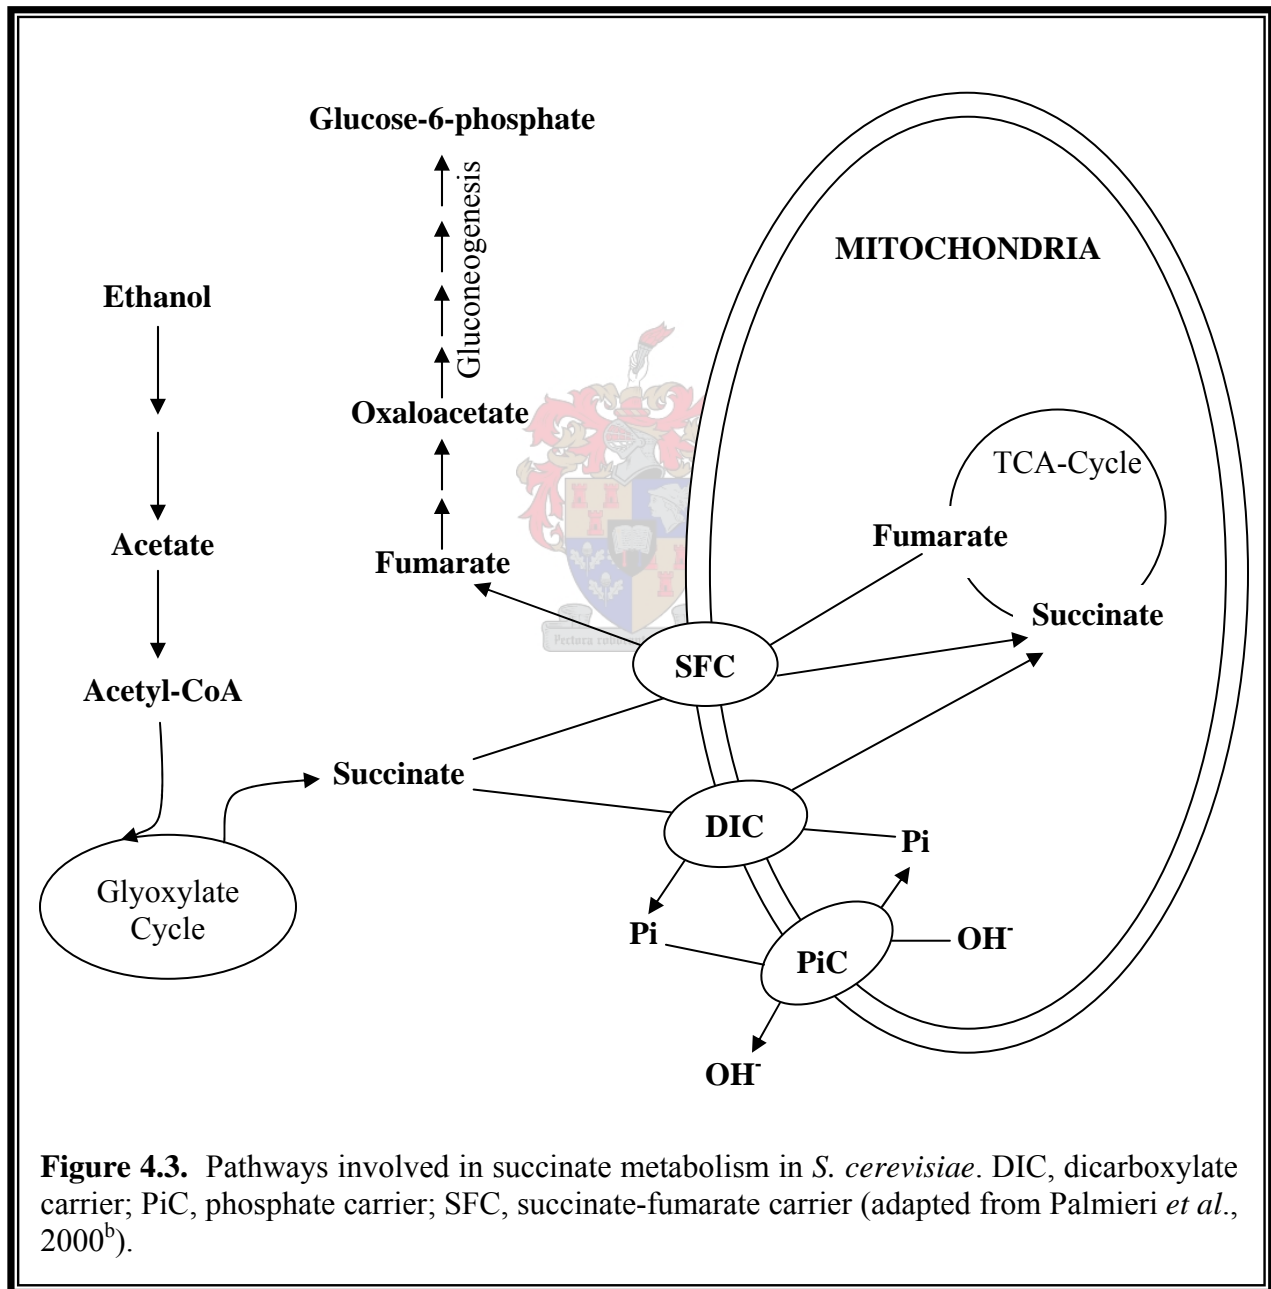 Glucose-6-phosphate
Gluconeogenesis
MITOCHONDRIA
Ethanol
Oxaloacetate
TCA-Cycle
Fumarate
Acetate
Fumarate
Succinate
SFC
Acetyl-CoA
Succinate
DIC
Pi
Glyoxylate
Cycle
Pi
OH⁻
PiC
OH⁻
Figure 4.3. Pathways involved in succinate metabolism in S. cerevisiae. DIC, dicarboxylate
carrier; PiC, phosphate carrier; SFC, succinate-fumarate carrier (adapted from Palmieri et al.,
2000ᵇ).